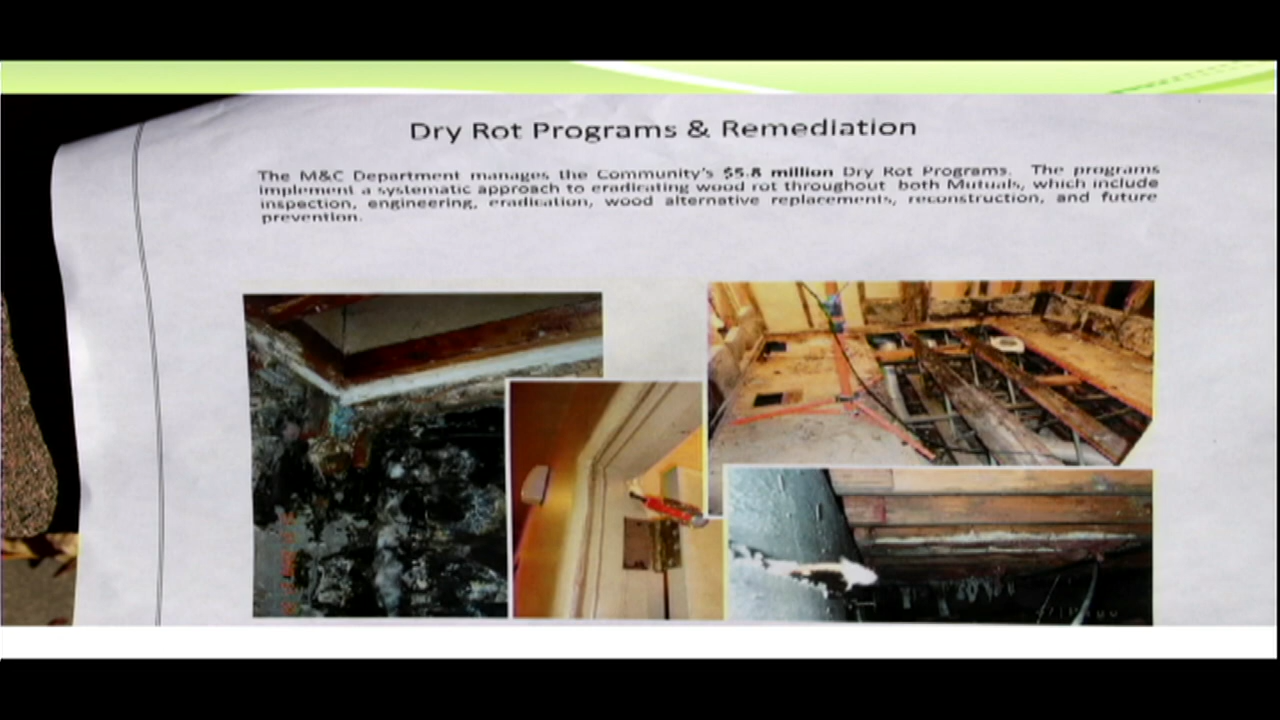 Dry Rot Programs & Remediation
The M&C Department manages the Community's $5.8 million Dry Rot Programs. The programs
implement a systematic approach to eradicating wood rot throughout both Mutuals, which include
inspection, engineering, eradication, wood alternative replacements, reconstruction, and future
prevention.